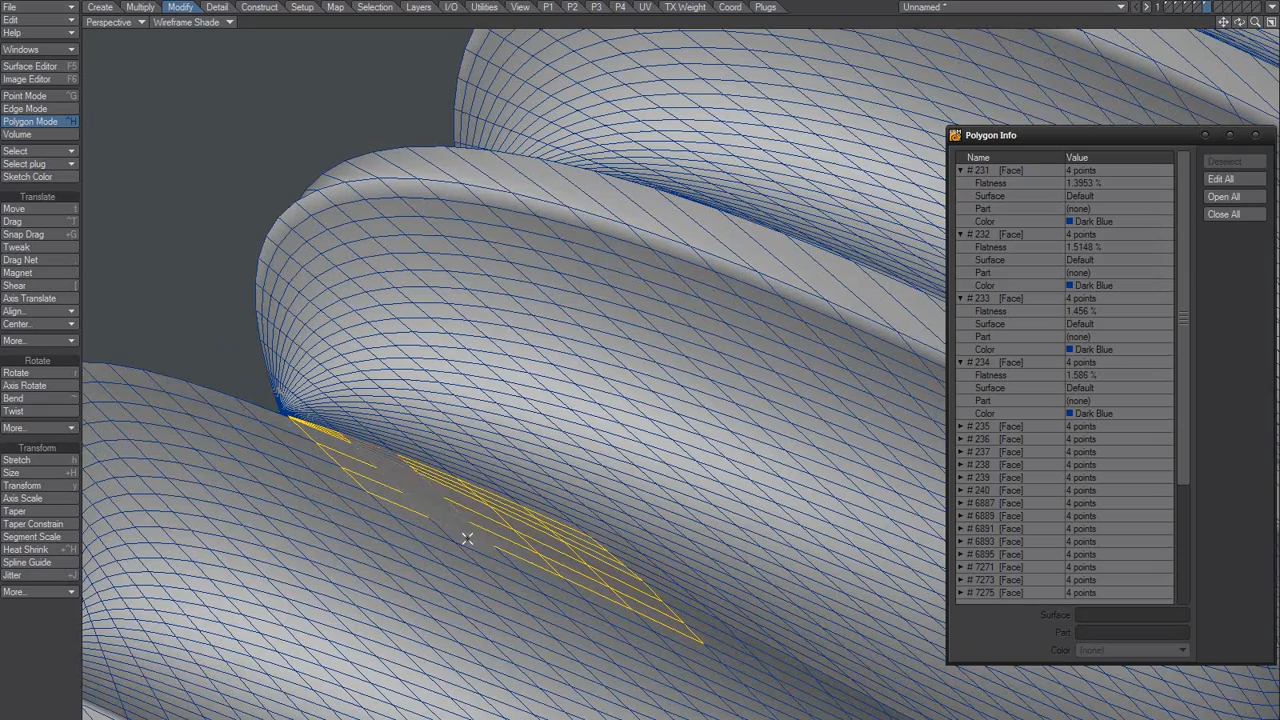 File Create Multiply Modify Detail Construct Setup Map Selection Layers I/O Utilities View P1 P2 P3 P4 UV TX Weight Coord Plugs Unnamed * 1
Edit Perspective Wireframe Shade
Help
Windows
Surface Editor F5
Image Editor F6
Point Mode ^G
Edge Mode
Polygon Mode ^H
Volume
Select
Select plug
Sketch Color
Translate
Move t
Drag ^T
Snap Drag +G
Tweak
Drag Net
Magnet
Shear [
Axis Translate
Align...
Center...
More...
Rotate
Rotate r
Axis Rotate
Bend ~
Twist
More...
Transform
Stretch h
Size +H
Transform y
Axis Scale
Taper
Taper Constrain
Segment Scale
Heat Shrink +^H
Spline Guide
Jitter +J
More...
Polygon Info
Name Value
# 231 [Face] 4 points
Flatness 1.3953 %
Surface Default
Part (none)
Color Dark Blue
# 232 [Face] 4 points
Flatness 1.5148 %
Surface Default
Part (none)
Color Dark Blue
# 233 [Face] 4 points
Flatness 1.456 %
Surface Default
Part (none)
Color Dark Blue
# 234 [Face] 4 points
Flatness 1.586 %
Surface Default
Part (none)
Color Dark Blue
# 235 [Face] 4 points
# 236 [Face] 4 points
# 237 [Face] 4 points
# 238 [Face] 4 points
# 239 [Face] 4 points
# 240 [Face] 4 points
# 6887 [Face] 4 points
# 6889 [Face] 4 points
# 6891 [Face] 4 points
# 6893 [Face] 4 points
# 6895 [Face] 4 points
# 7271 [Face] 4 points
# 7273 [Face] 4 points
# 7275 [Face] 4 points
Surface
Part
Color (none)
Deselect
Edit All
Open All
Close All